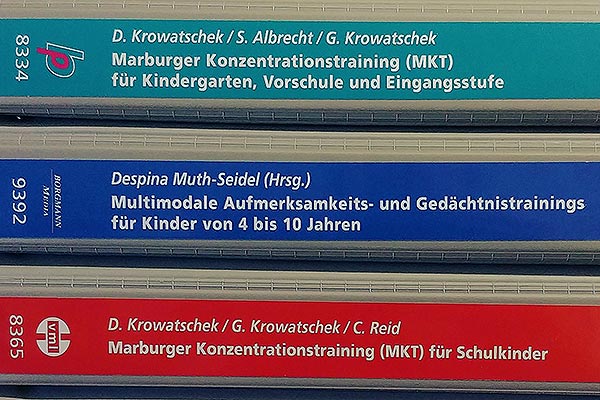 8334
D. Krowatschek / S. Albrecht / G. Krowatschek
Marburger Konzentrationstraining (MKT)
für Kindergarten, Vorschule und Eingangsstufe
9392
BORGMANN
MEDIA
Despina Muth-Seidel (Hrsg.)
Multimodale Aufmerksamkeits- und Gedächtnistrainings
für Kinder von 4 bis 10 Jahren
8365
vml
D. Krowatschek / G. Krowatschek / C. Reid
Marburger Konzentrationstraining (MKT) für Schulkinder